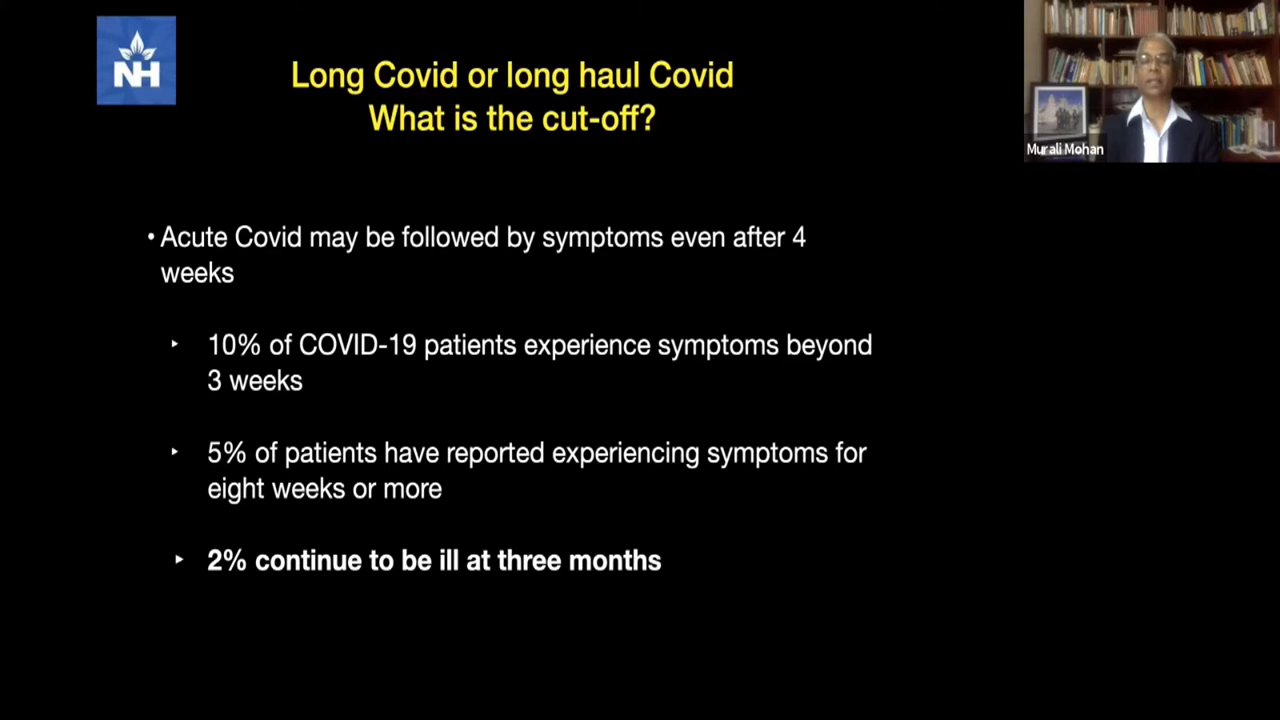 NH
Long Covid or long haul Covid
What is the cut-off?
Murali Mohan
• Acute Covid may be followed by symptoms even after 4
weeks
‣ 10% of COVID-19 patients experience symptoms beyond
3 weeks
‣ 5% of patients have reported experiencing symptoms for
eight weeks or more
‣ 2% continue to be ill at three months